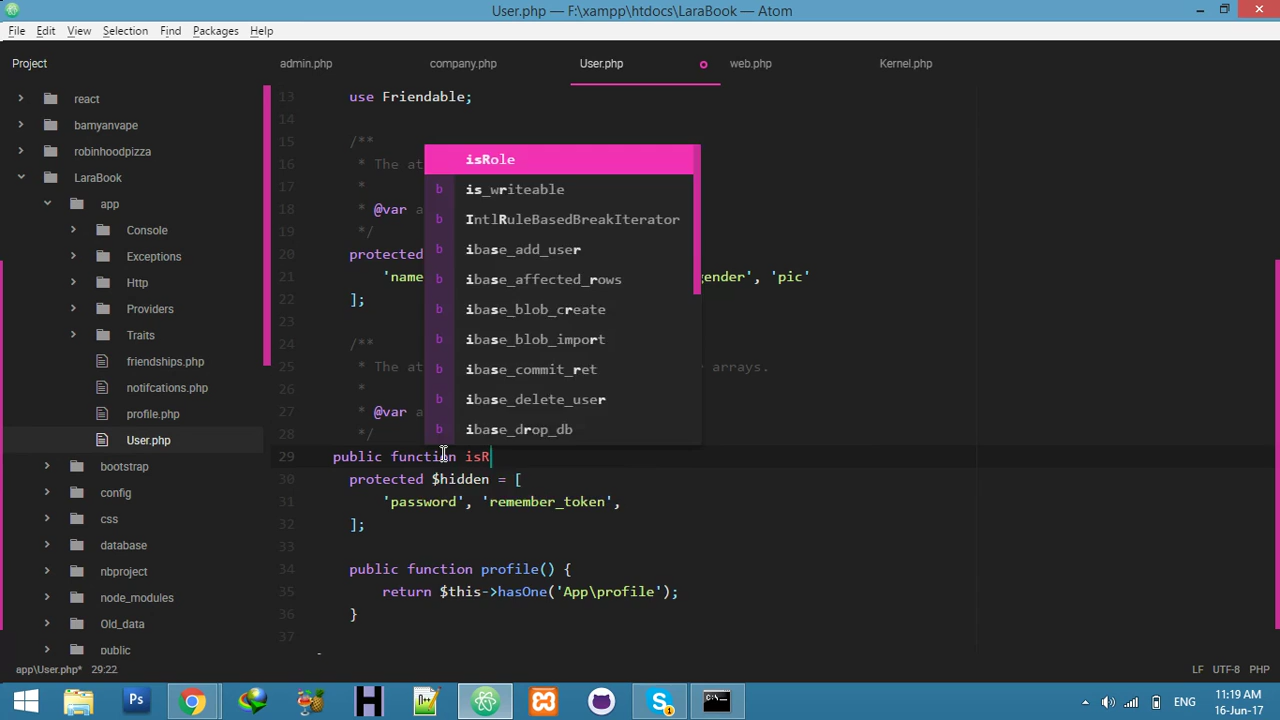 User.php — F:\xampp\htdocs\LaraBook — Atom
File Edit View Selection Find Packages Help
Project
admin.php company.php User.php web.php Kernel.php
react
bamyanvape
robinhoodpizza
LaraBook
app
Console
Exceptions
Http
Providers
Traits
friendships.php
notifcations.php
profile.php
User.php
bootstrap
config
css
database
nbproject
node_modules
Old_data
public
13 use Friendable;
14
15 /**
16 * The at
17 *
18 * @var a
19 */
20 protected
21 'name gender', 'pic'
22 ];
23
24 /**
25 * The at e arrays.
26 *
27 * @var a
28 */
29 public function isR
30 protected $hidden = [
31 'password', 'remember_token',
32 ];
33
34 public function profile() {
35 return $this->hasOne('App\profile');
36 }
37
isRole
b is_writeable
b IntlRuleBasedBreakIterator
b ibase_add_user
b ibase_affected_rows
b ibase_blob_create
b ibase_blob_import
b ibase_commit_ret
b ibase_delete_user
b ibase_drop_db
app\User.php* 29:22 LF UTF-8 PHP
Ps H 1 ENG 11:19 AM
16-Jun-17